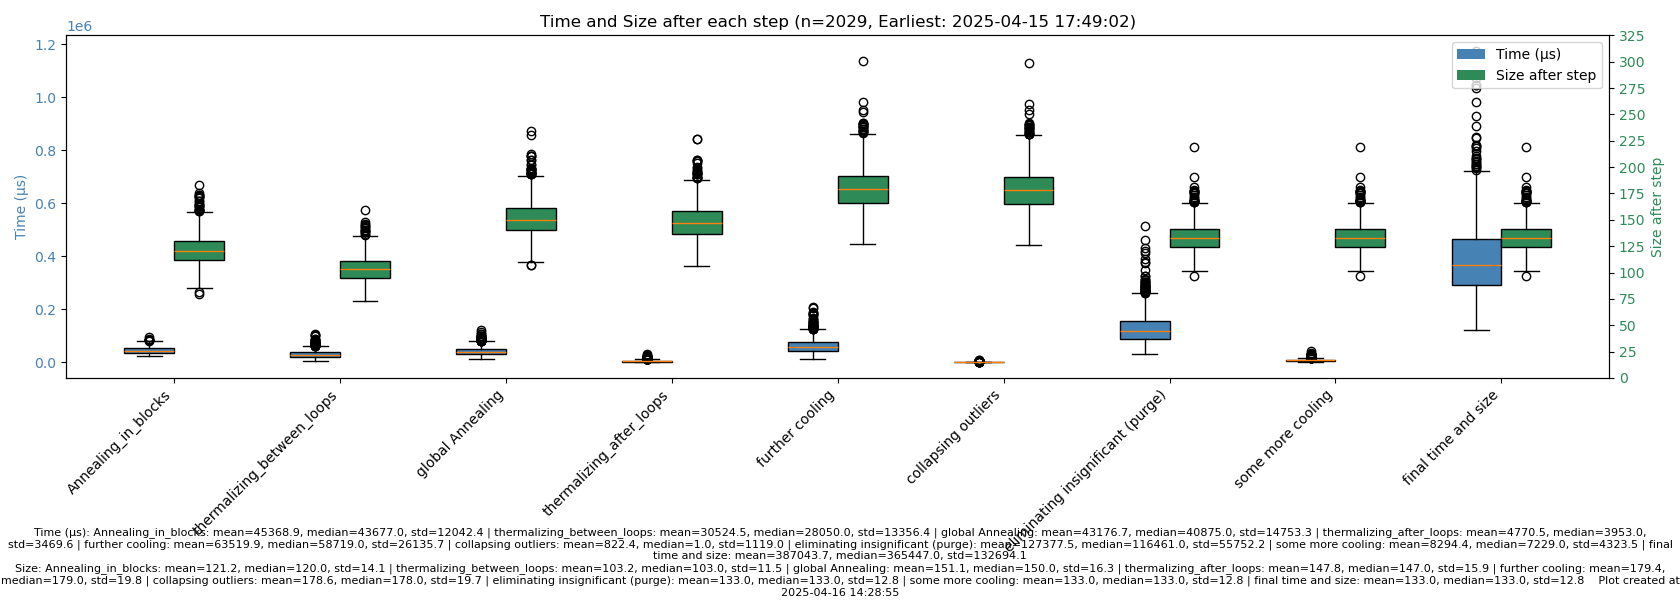 Time and Size after each step (n=2029, Earliest: 2025-04-15 17:49:02)
1e6
1.2
1.0
0.8
0.6
0.4
0.2
0.0
Time (µs)
Time (µs)
Size after step
325
300
275
250
225
200
175
150
125
100
75
50
25
0
Size after step
Annealing_in_blocks
thermalizing_between_loops
global Annealing
thermalizing_after_loops
further cooling
collapsing outliers
eliminating insignificant (purge)
some more cooling
final time and size
Time (µs): Annealing_in_blocks: mean=45368.9, median=43677.0, std=12042.4 | thermalizing_between_loops: mean=30524.5, median=28050.0, std=13356.4 | global Annealing: mean=43176.7, median=40875.0, std=14753.3 | thermalizing_after_loops: mean=4770.5, median=3953.0,
std=3469.6 | further cooling: mean=63519.9, median=58719.0, std=26135.7 | collapsing outliers: mean=822.4, median=1.0, std=1119.0 | eliminating insignificant (purge): mean=127377.5, median=116461.0, std=55752.2 | some more cooling: mean=8294.4, median=7229.0, std=4323.5 | final
time and size: mean=387043.7, median=365447.0, std=132694.1
Size: Annealing_in_blocks: mean=121.2, median=120.0, std=14.1 | thermalizing_between_loops: mean=103.2, median=103.0, std=11.5 | global Annealing: mean=151.1, median=150.0, std=16.3 | thermalizing_after_loops: mean=147.8, median=147.0, std=15.9 | further cooling: mean=179.4,
median=179.0, std=19.8 | collapsing outliers: mean=178.6, median=178.0, std=19.7 | eliminating insignificant (purge): mean=133.0, median=133.0, std=12.8 | some more cooling: mean=133.0, median=133.0, std=12.8 | final time and size: mean=133.0, median=133.0, std=12.8 Plot created at
2025-04-16 14:28:55